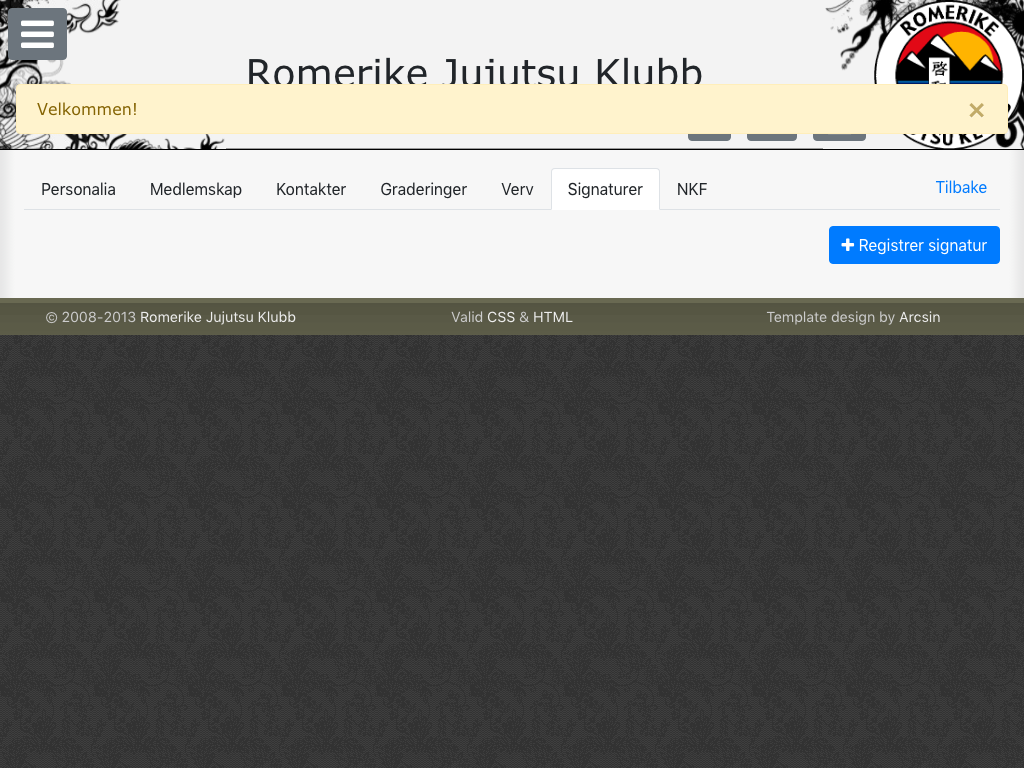 ROMERIKE
Romerike Jujutsu Klubb
啓
Velkommen!
×
Personalia Medlemskap Kontakter Graderinger Verv Signaturer NKF Tilbake
Registrer signatur
© 2008-2013 Romerike Jujutsu Klubb Valid CSS & HTML Template design by Arcsin